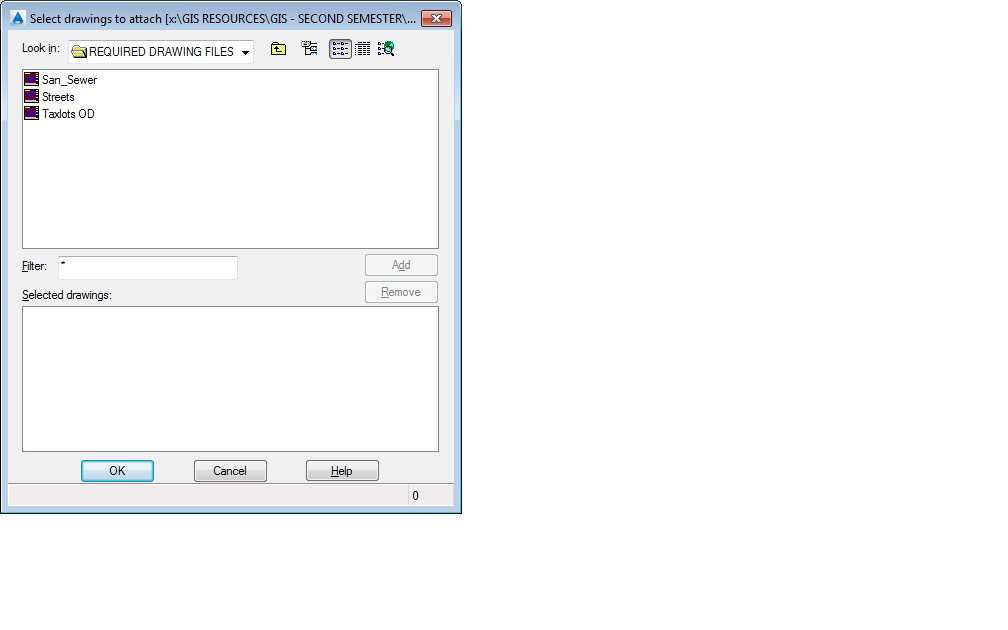 Select drawings to attach [x:\GIS RESOURCES\GIS - SECOND SEMESTER\...
Look in: REQUIRED DRAWING FILES
San_Sewer
Streets
Taxlots OD
Filter: * Add
Selected drawings: Remove
OK Cancel Help
0